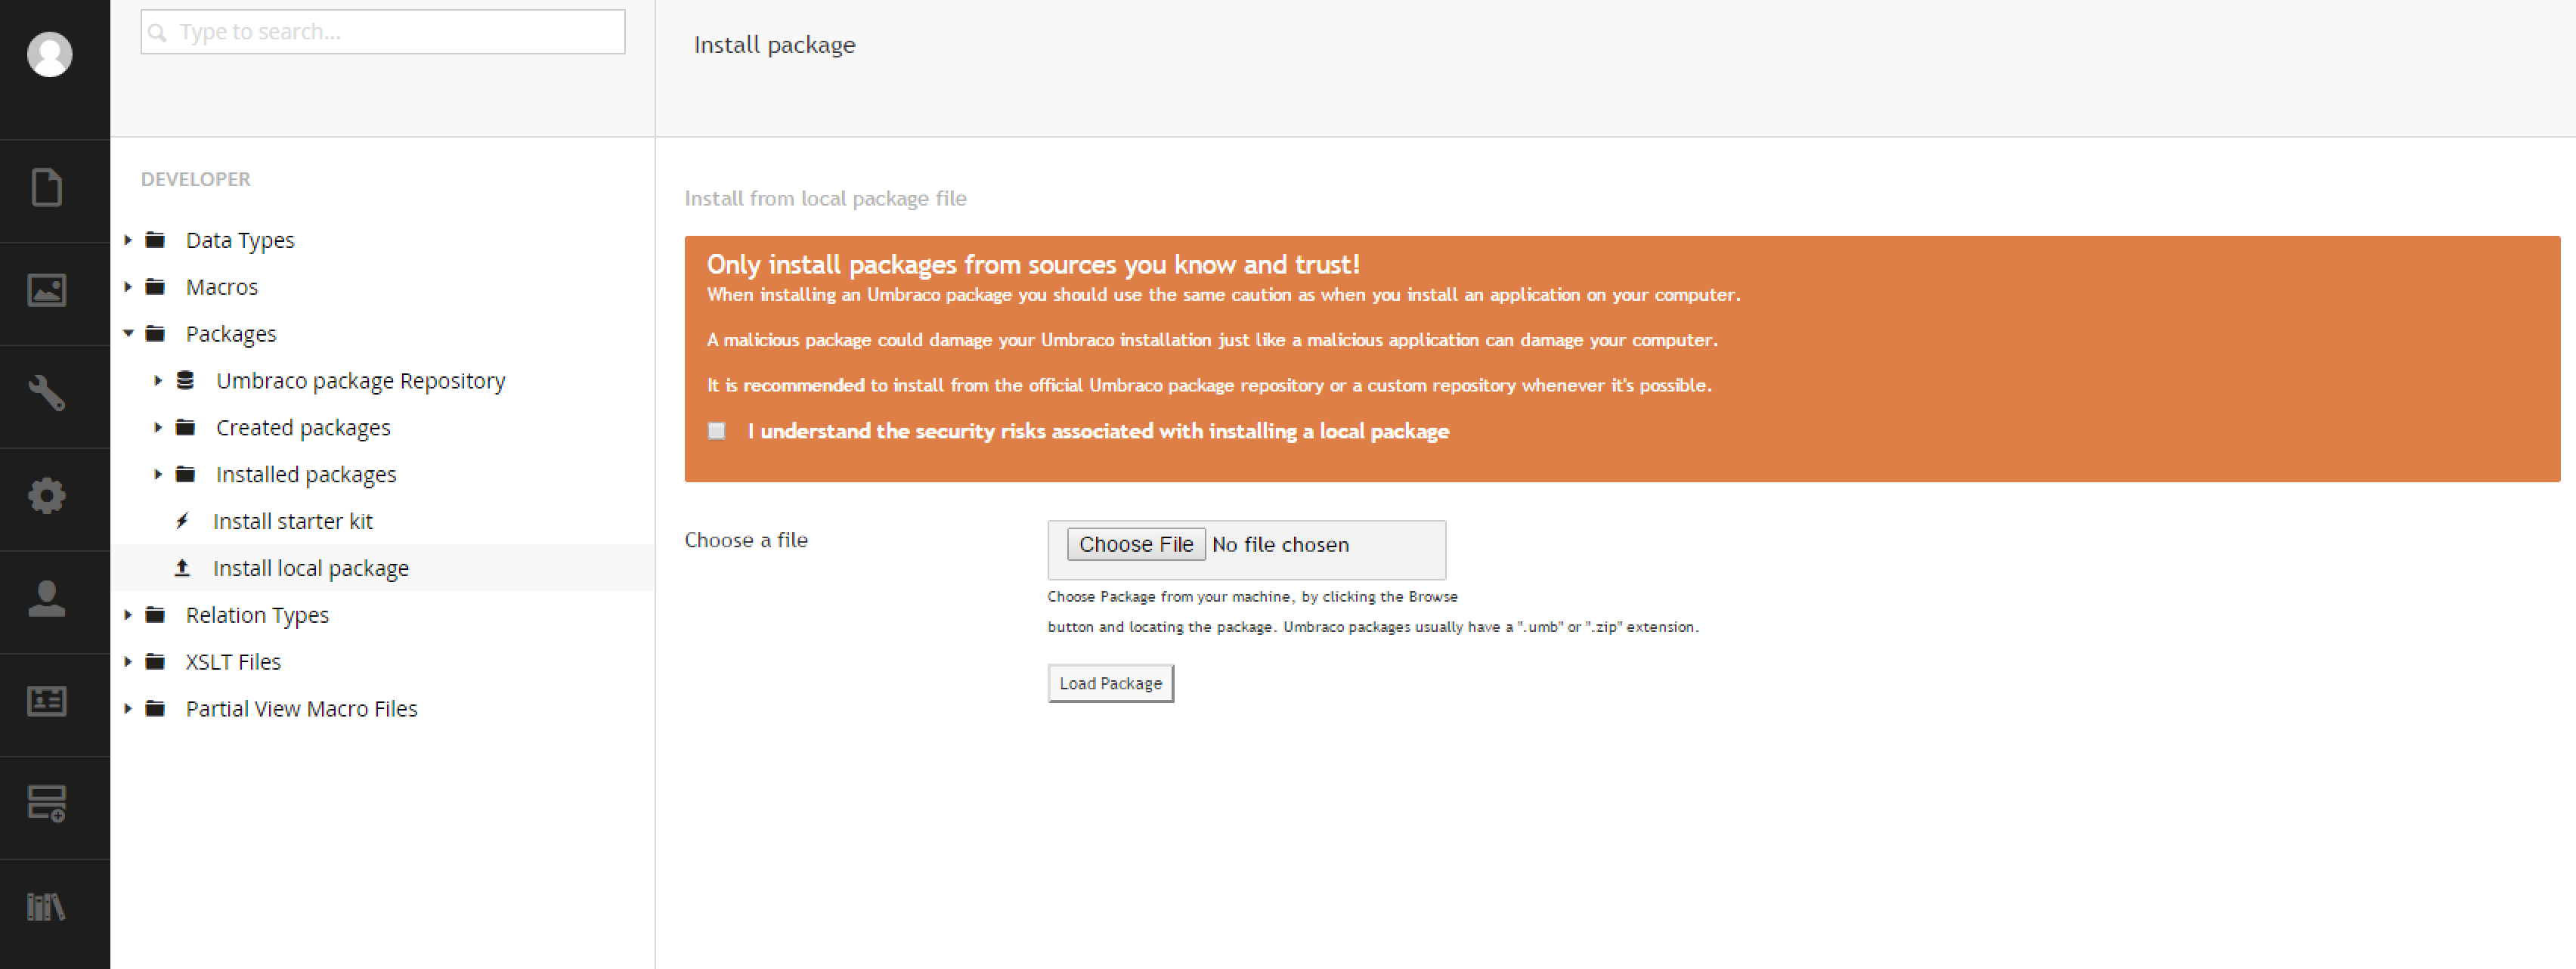 Type to search...
Install package
DEVELOPER
Data Types
Macros
Packages
Umbraco package Repository
Created packages
Installed packages
Install starter kit
Install local package
Relation Types
XSLT Files
Partial View Macro Files
Install from local package file
Only install packages from sources you know and trust!
When installing an Umbraco package you should use the same caution as when you install an application on your computer.
A malicious package could damage your Umbraco installation just like a malicious application can damage your computer.
It is recommended to install from the official Umbraco package repository or a custom repository whenever it's possible.
I understand the security risks associated with installing a local package
Choose a file
Choose File No file chosen
Choose Package from your machine, by clicking the Browse
button and locating the package. Umbraco packages usually have a ".umb" or ".zip" extension.
Load Package